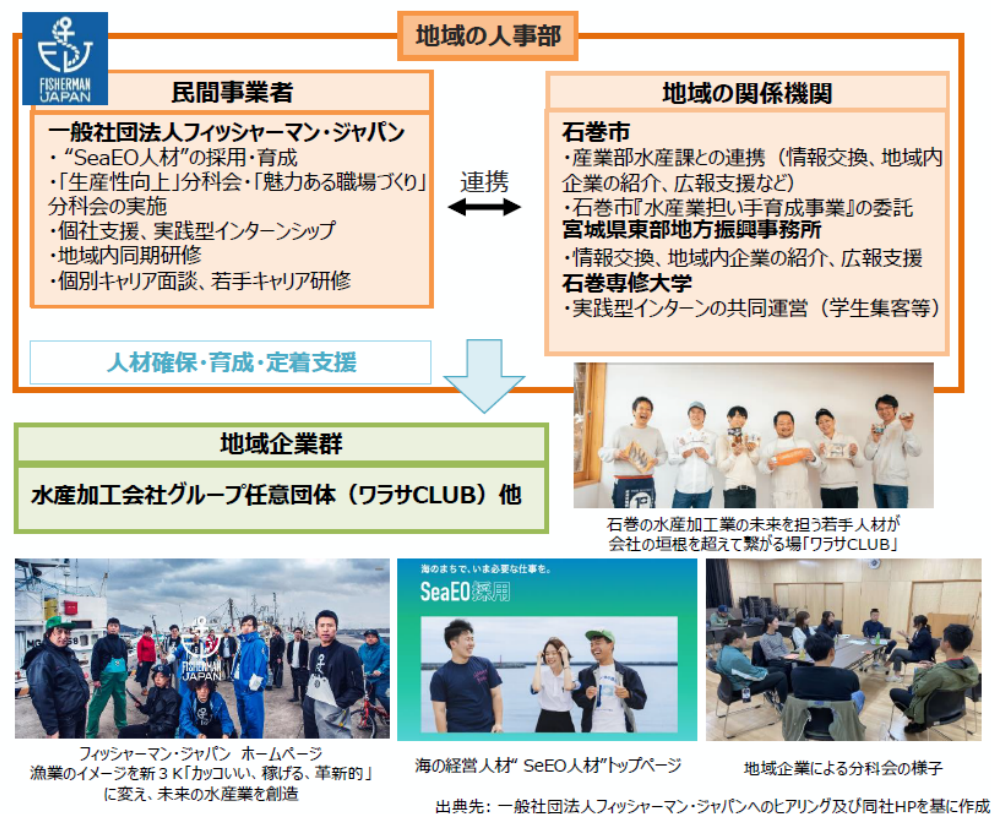 地域の人事部
FISHERMAN
JAPAN
民間事業者
一般社団法人フィッシャーマン・ジャパン
・“SeaEO人材”の採用・育成
・「生産性向上」分科会・「魅力ある職場づくり」
分科会の実施
・個社支援、実践型インターンシップ
・地域内同期研修
・個別キャリア面談、若手キャリア研修
連携
地域の関係機関
石巻市
・産業部水産課との連携（情報交換、地域内
企業の紹介、広報支援など）
・石巻市『水産業担い手育成事業』の委託
宮城県東部地方振興事務所
・情報交換、地域内企業の紹介、広報支援
石巻専修大学
・実践型インターンの共同運営（学生集客等）
人材確保・育成・定着支援
地域企業群
水産加工会社グループ任意団体（ワラサCLUB）他
石巻の水産加工業の未来を担う若手人材が
会社の垣根を超えて繋がる場「ワラサCLUB」
FISHERMAN
JAPAN
フィッシャーマン・ジャパン ホームページ
漁業のイメージを新３K「カッコいい、稼げる、革新的」
に変え、未来の水産業を創造
海のまちで、いま必要な仕事を。
SeaEO採用
海の経営人材“ SeEO人材”トップページ
地域企業による分科会の様子
出典先： 一般社団法人フィッシャーマン・ジャパンへのヒアリング及び同社HPを基に作成